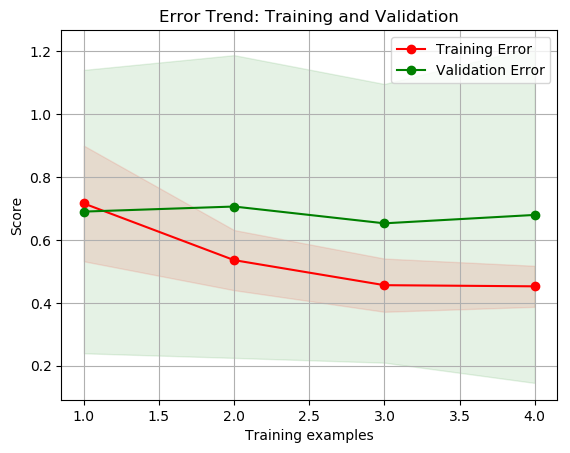 Error Trend: Training and Validation
Training Error
Validation Error
Score
1.2
1.0
0.8
0.6
0.4
0.2
1.0 1.5 2.0 2.5 3.0 3.5 4.0
Training examples